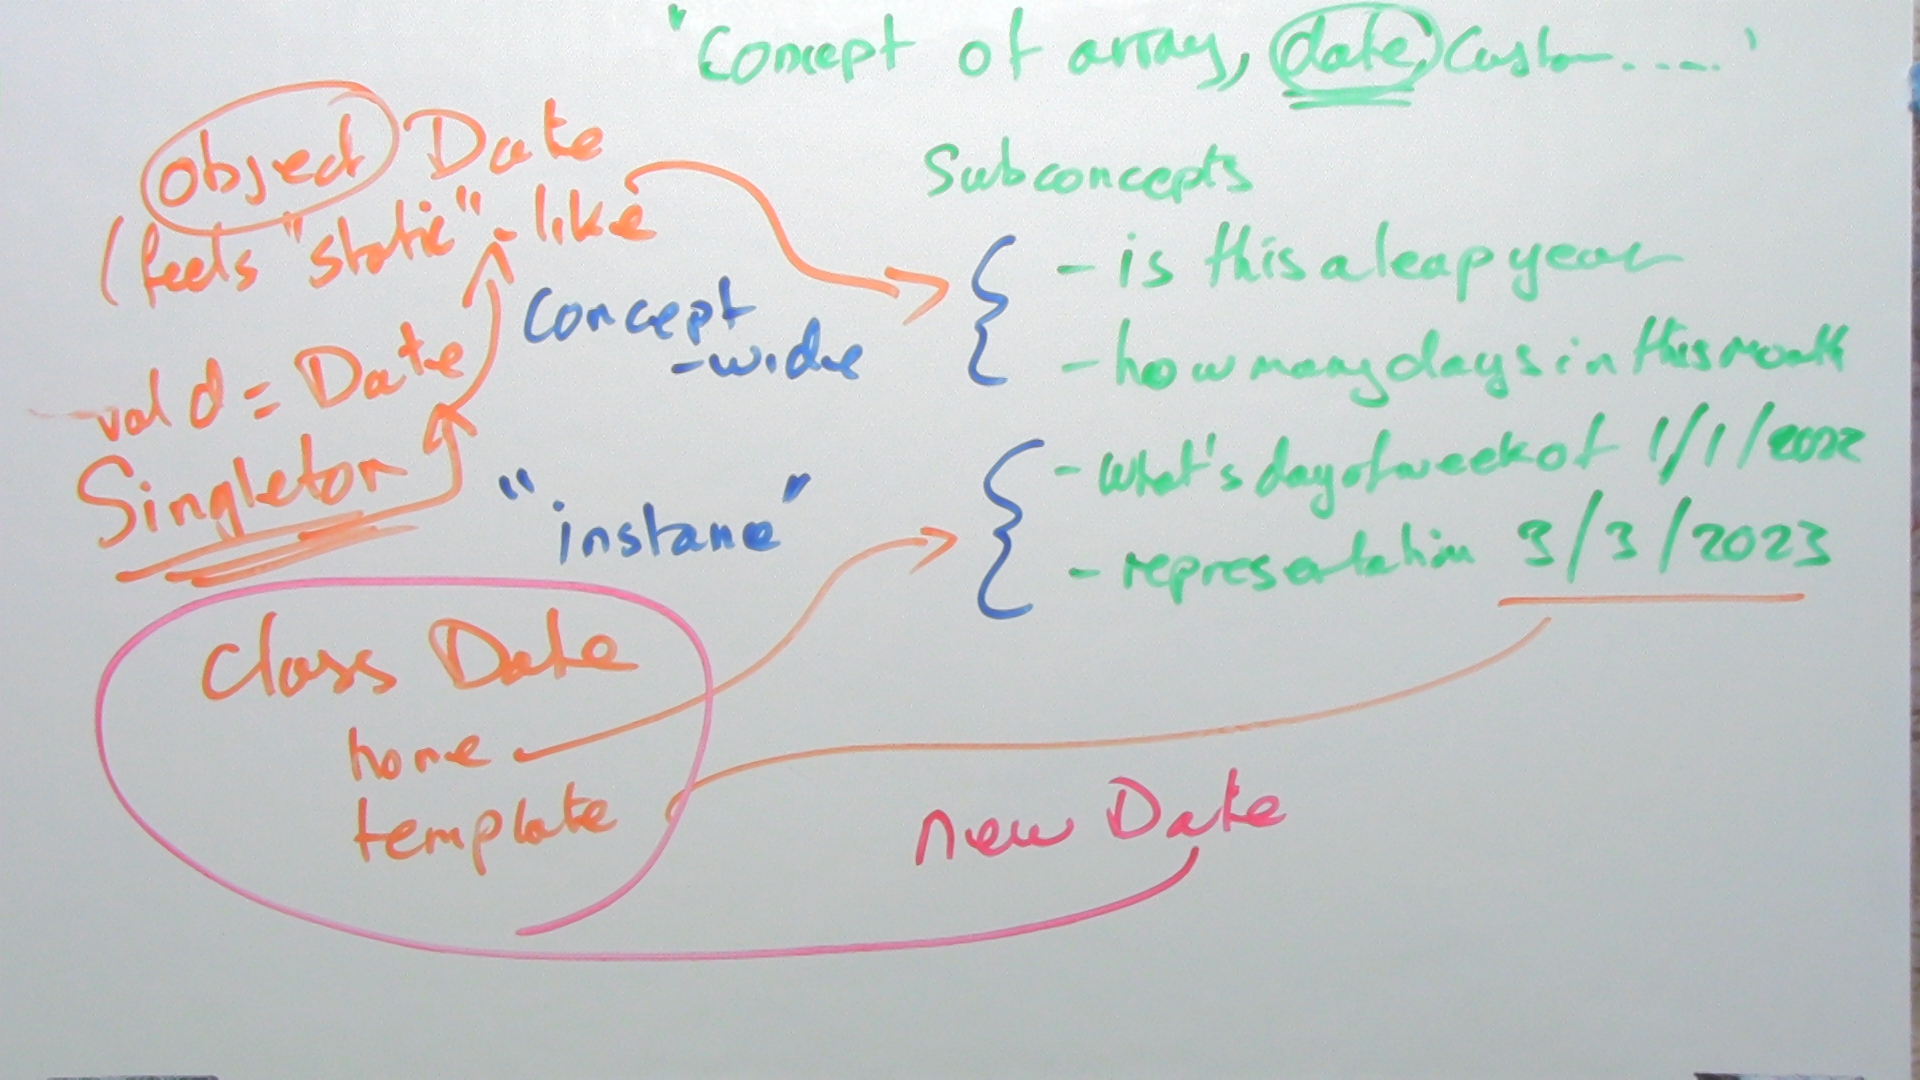 "Concept of array, date, Custom....'
object Date
(feels "static"-like
Concept
-wide
val d = Date
Singleton
"instance"
Subconcepts
- is this a leap year
- how many days in this month
- what's day of week of 1/1/2022
- representation 3/3/2023
Class Date
home
template
new Date